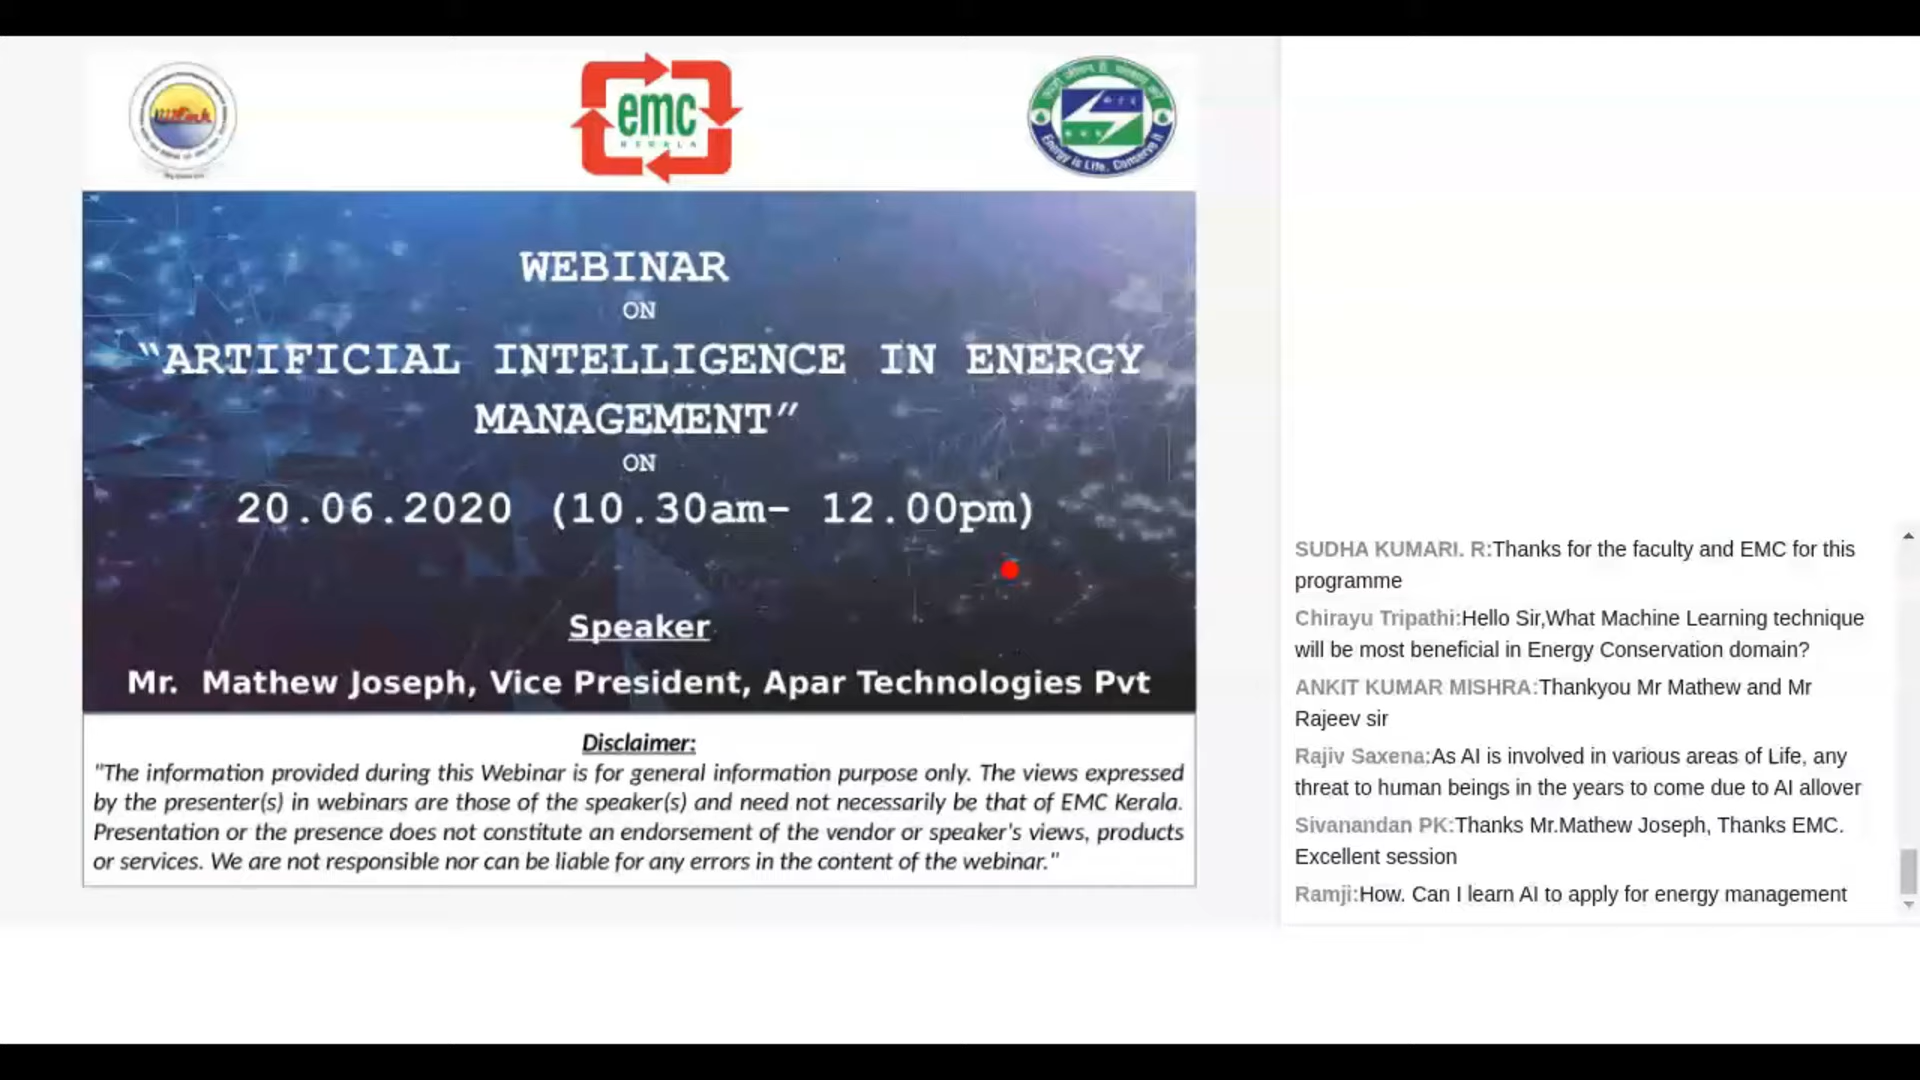 emc
KERALA
Energy is Life, Conserve it
WEBINAR
ON
“ARTIFICIAL INTELLIGENCE IN ENERGY
MANAGEMENT”
ON
20.06.2020 (10.30am- 12.00pm)
Speaker
Mr. Mathew Joseph, Vice President, Apar Technologies Pvt
Disclaimer:
"The information provided during this Webinar is for general information purpose only. The views expressed
by the presenter(s) in webinars are those of the speaker(s) and need not necessarily be that of EMC Kerala.
Presentation or the presence does not constitute an endorsement of the vendor or speaker's views, products
or services. We are not responsible nor can be liable for any errors in the content of the webinar."
SUDHA KUMARI. R:Thanks for the faculty and EMC for this
programme
Chirayu Tripathi:Hello Sir,What Machine Learning technique
will be most beneficial in Energy Conservation domain?
ANKIT KUMAR MISHRA:Thankyou Mr Mathew and Mr
Rajeev sir
Rajiv Saxena:As AI is involved in various areas of Life, any
threat to human beings in the years to come due to AI allover
Sivanandan PK:Thanks Mr.Mathew Joseph, Thanks EMC.
Excellent session
Ramji:How. Can I learn AI to apply for energy management